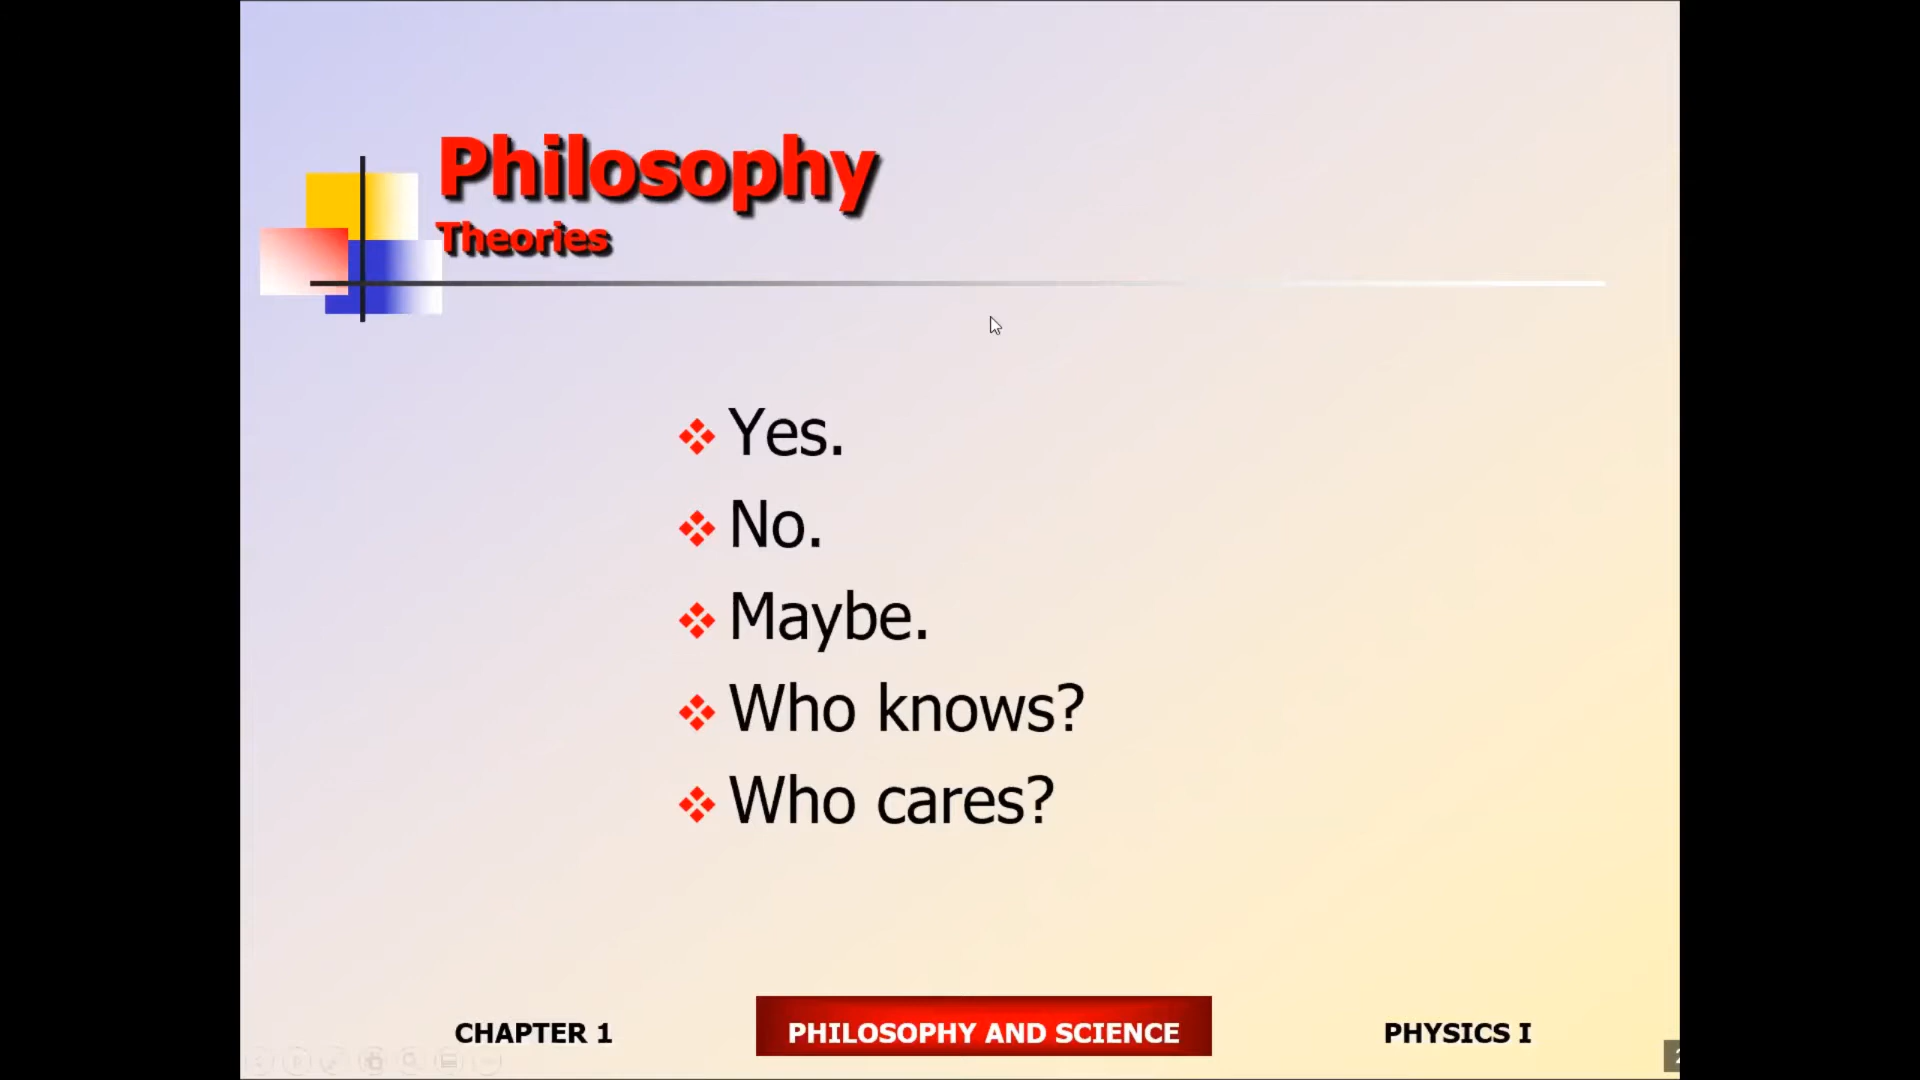 Philosophy
Theories
Yes.
No.
Maybe.
Who knows?
Who cares?
CHAPTER 1
PHILOSOPHY AND SCIENCE
PHYSICS I